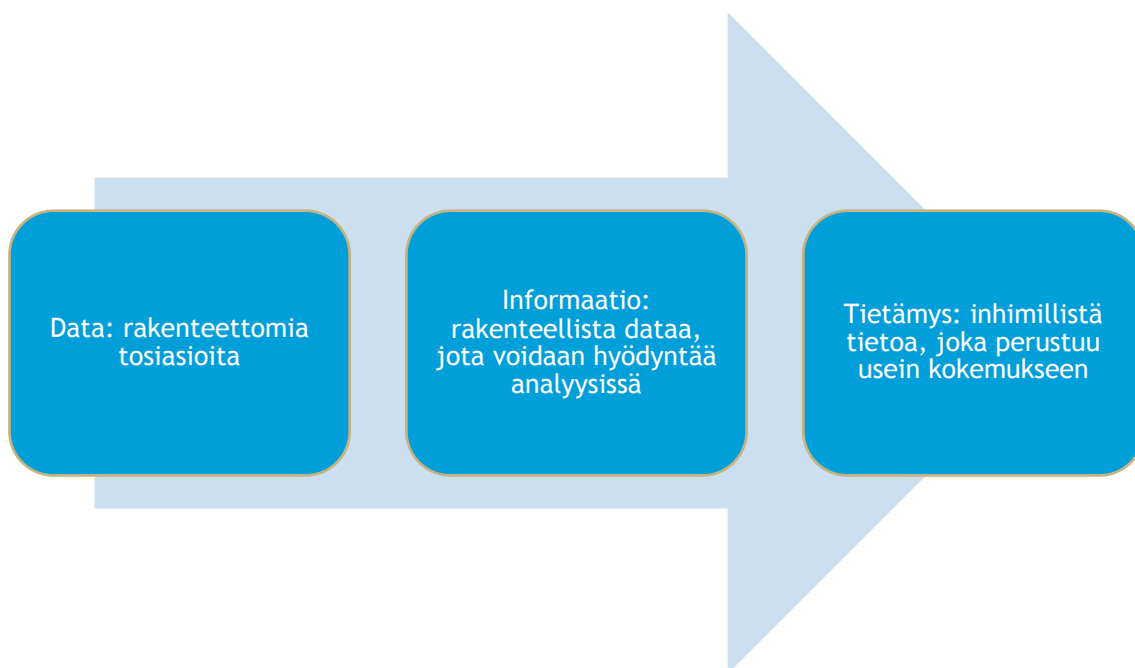 Data: rakenteettomia
tosiasioita
Informaatio:
rakenteellista dataa,
jota voidaan hyödyntää
analyysissä
Tietämys: inhimillistä
tietoa, joka perustuu
usein kokemukseen